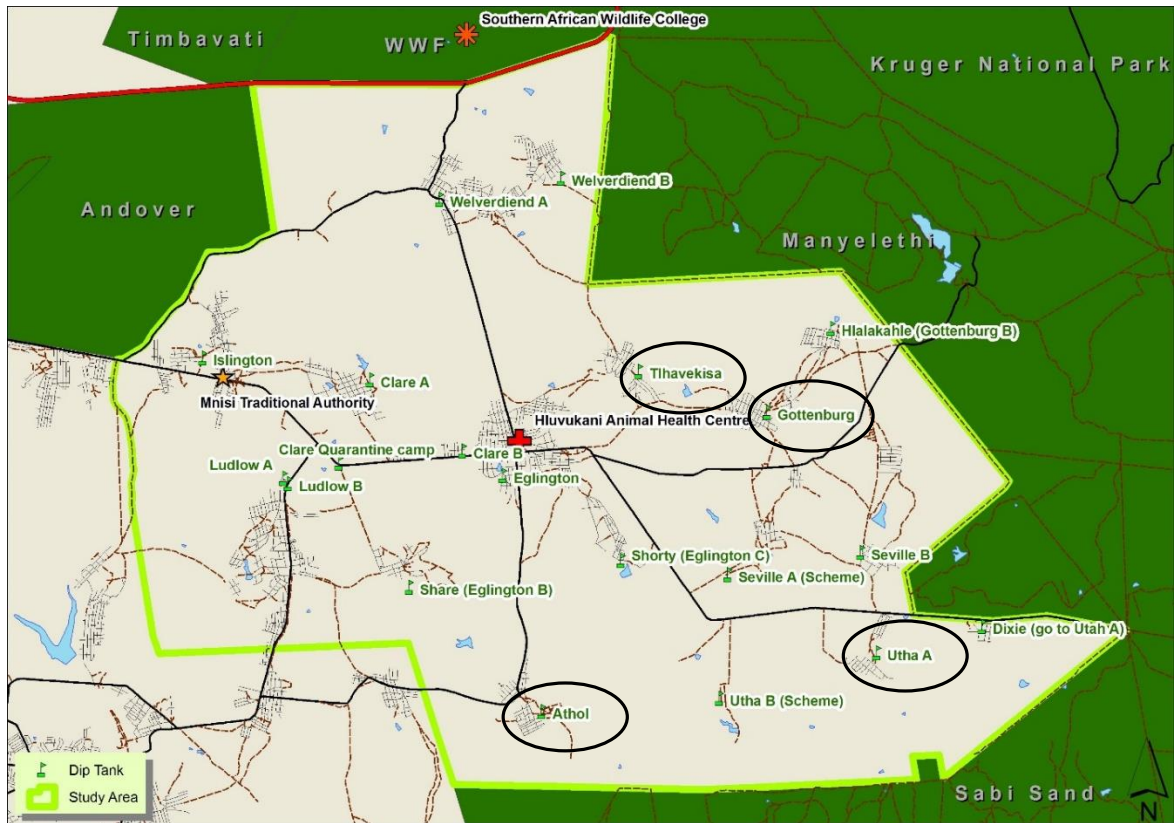 Southern African Wildlife College
Timbavati
WWF
Kruger National Park
Welverdiend B
Welverdiend A
Andover
Manyelethi
Hlalakahle (Gottenburg B)
Islington
Tlhavekisa
Clare A
Mnisi Traditional Authority
Gottenburg
Hluvukani Animal Health Centre
Clare Quarantine camp
Clare B
Ludlow A
Ludlow B
Eglington
Shorty (Eglington C)
Seville B
Seville A (Scheme)
Share (Eglington B)
Dixie (go to Utah A)
Utha A
Utha B (Scheme)
Athol
Dip Tank
Study Area
Sabi Sand
N